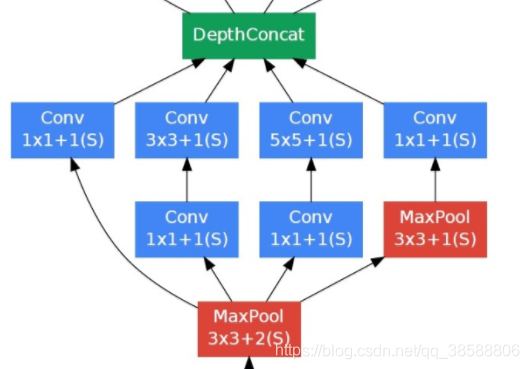 DepthConcat
Conv
1x1+1(S)
Conv
3x3+1(S)
Conv
5x5+1(S)
Conv
1x1+1(S)
Conv
1x1+1(S)
Conv
1x1+1(S)
MaxPool
3x3+1(S)
MaxPool
3x3+2(S)
https://blog.csdn.net/qq_38588806